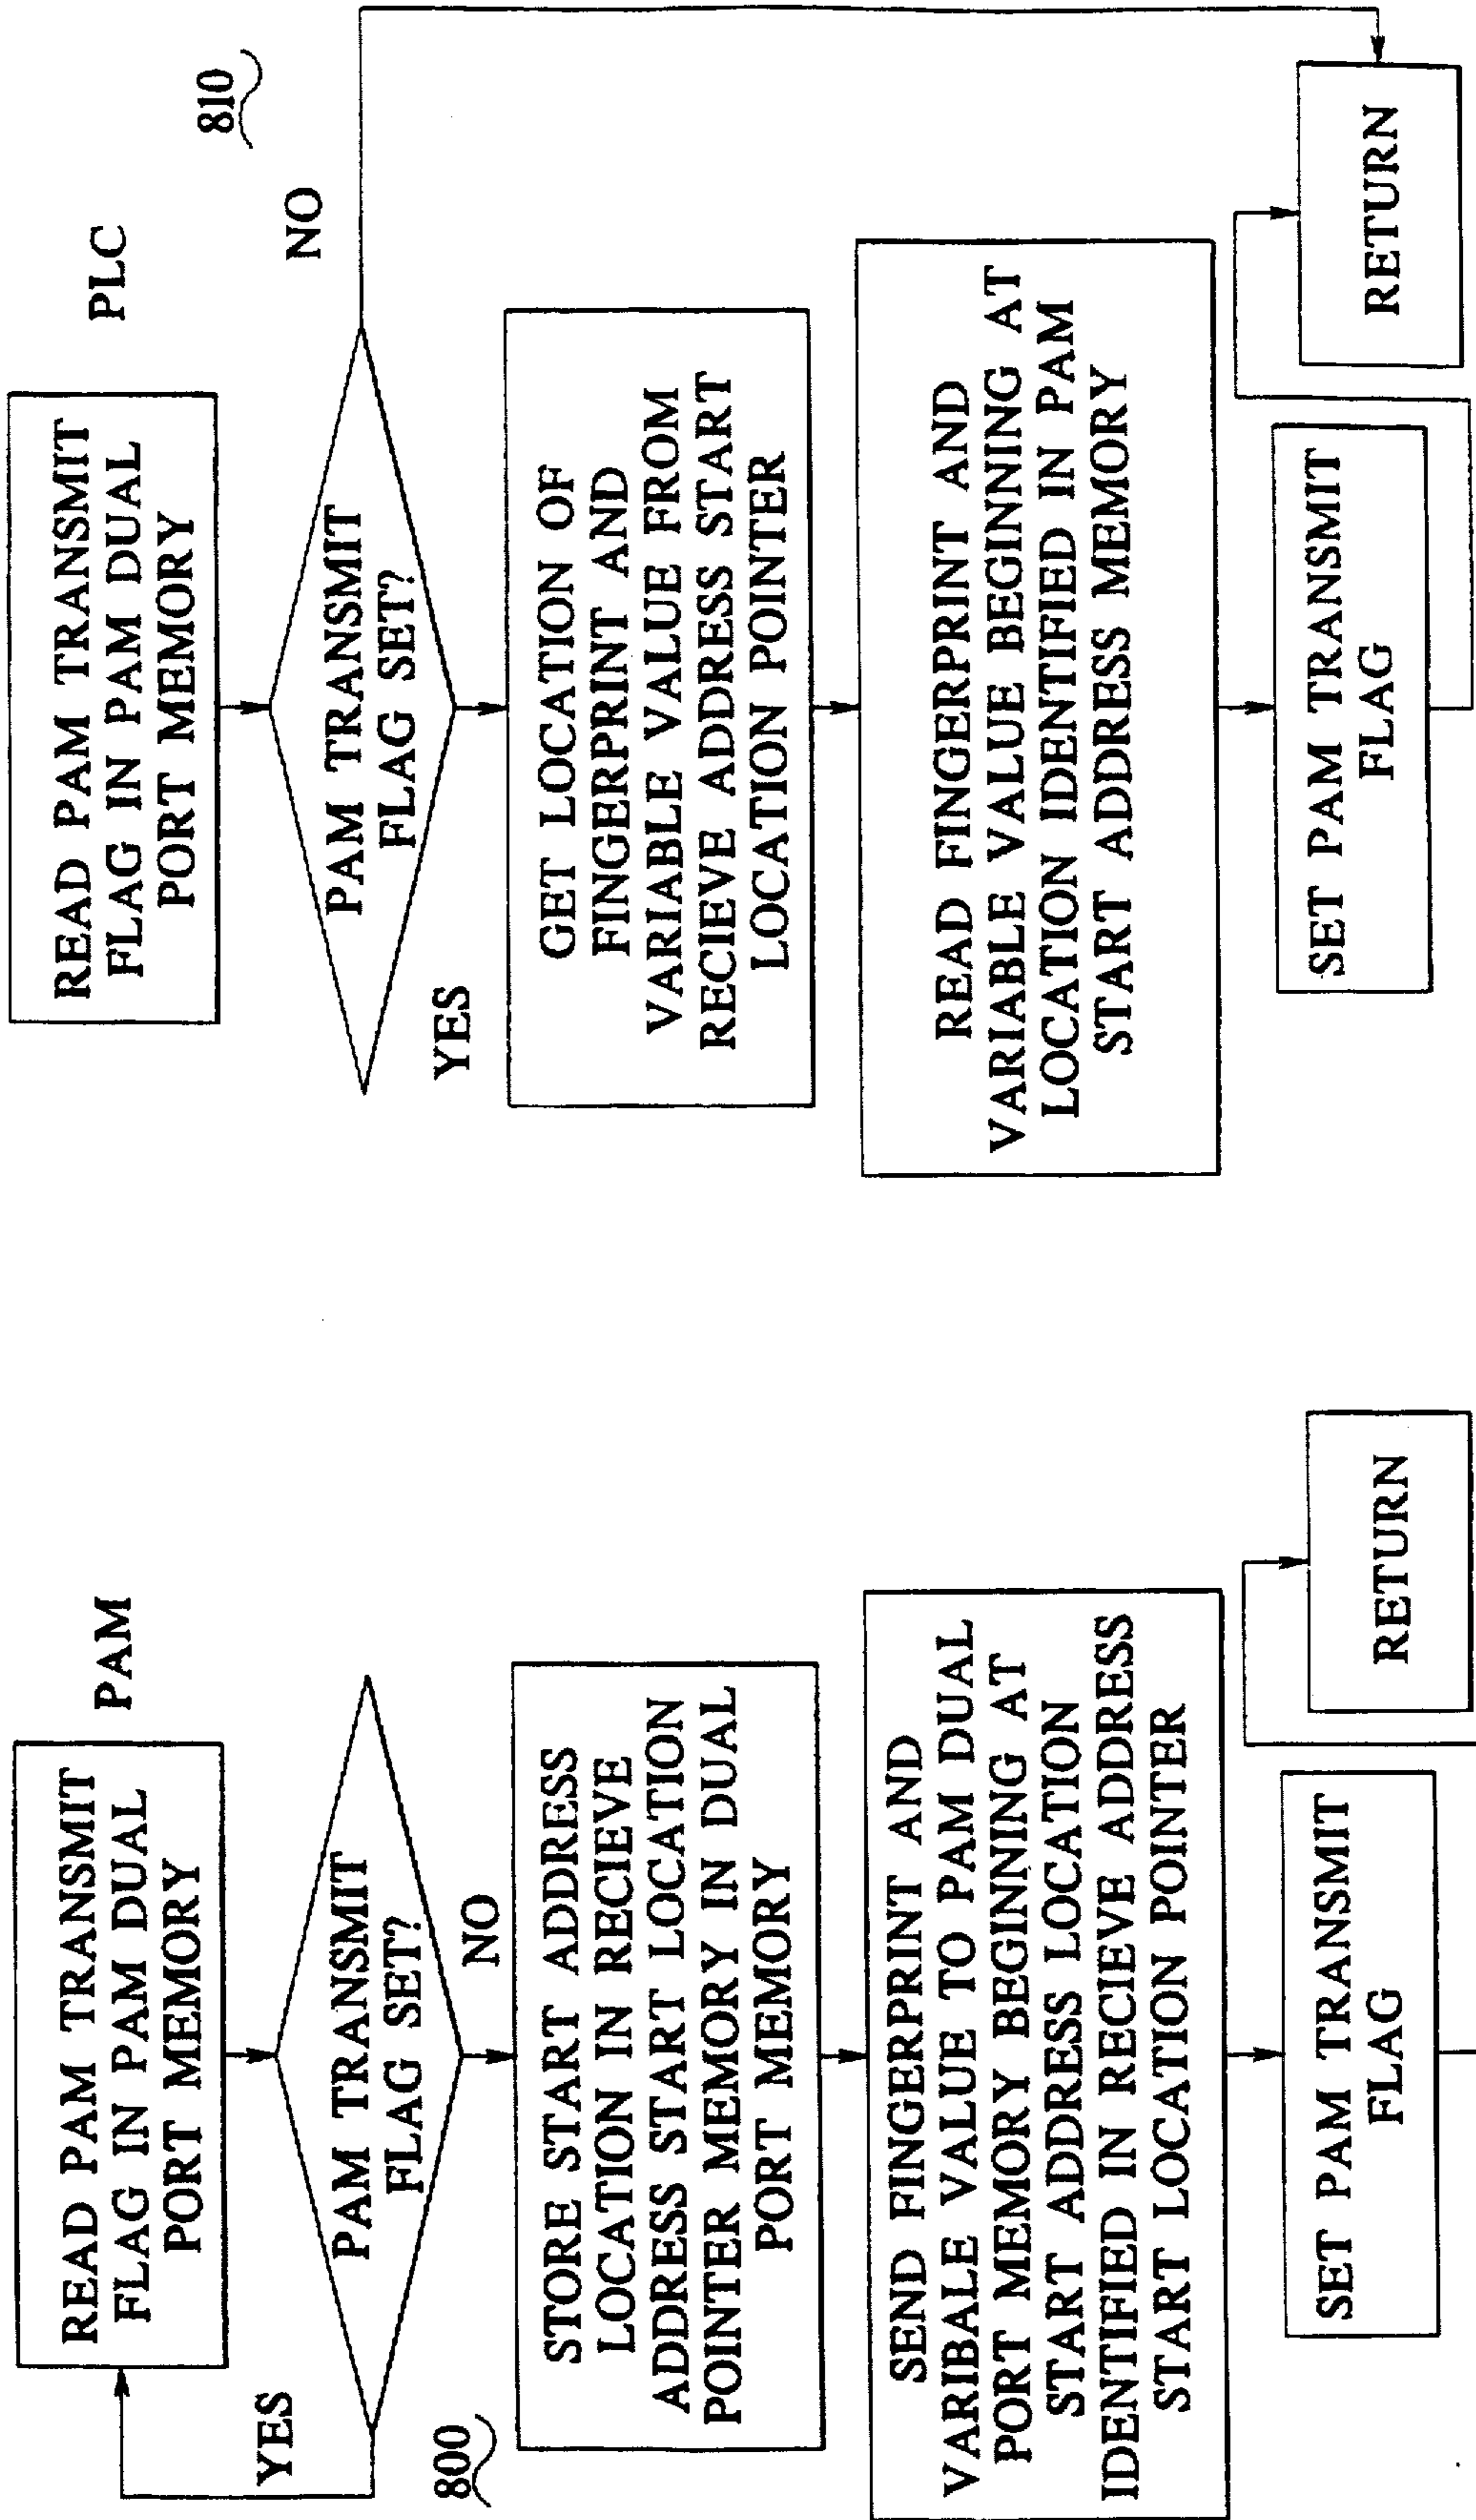 PAM
READ PAM TRANSMIT
FLAG IN PAM DUAL
PORT MEMORY
YES
PAM TRANSMIT
FLAG SET?
NO
800
STORE START ADDRESS
LOCATION IN RECIEVE
ADDRESS START LOCATION
POINTER MEMORY IN DUAL
PORT MEMORY
SEND FINGERPRINT AND
VARIBALE VALUE TO PAM DUAL
PORT MEMORY BEGINNING AT
START ADDRESS LOCATION
IDENTIFIED IN RECIEVE ADDRESS
START LOCATION POINTER
SET PAM TRANSMIT
FLAG
RETURN
PLC
810
READ PAM TRANSMIT
FLAG IN PAM DUAL
PORT MEMORY
PAM TRANSMIT
FLAG SET?
NO
YES
GET LOCATION OF
FINGERPRINT AND
VARIABLE VALUE FROM
RECIEVE ADDRESS START
LOCATION POINTER
READ FINGERPRINT AND
VARIABLE VALUE BEGINNING AT
LOCATION IDENTIFIED IN PAM
START ADDRESS MEMORY
SET PAM TRANSMIT
FLAG
RETURN